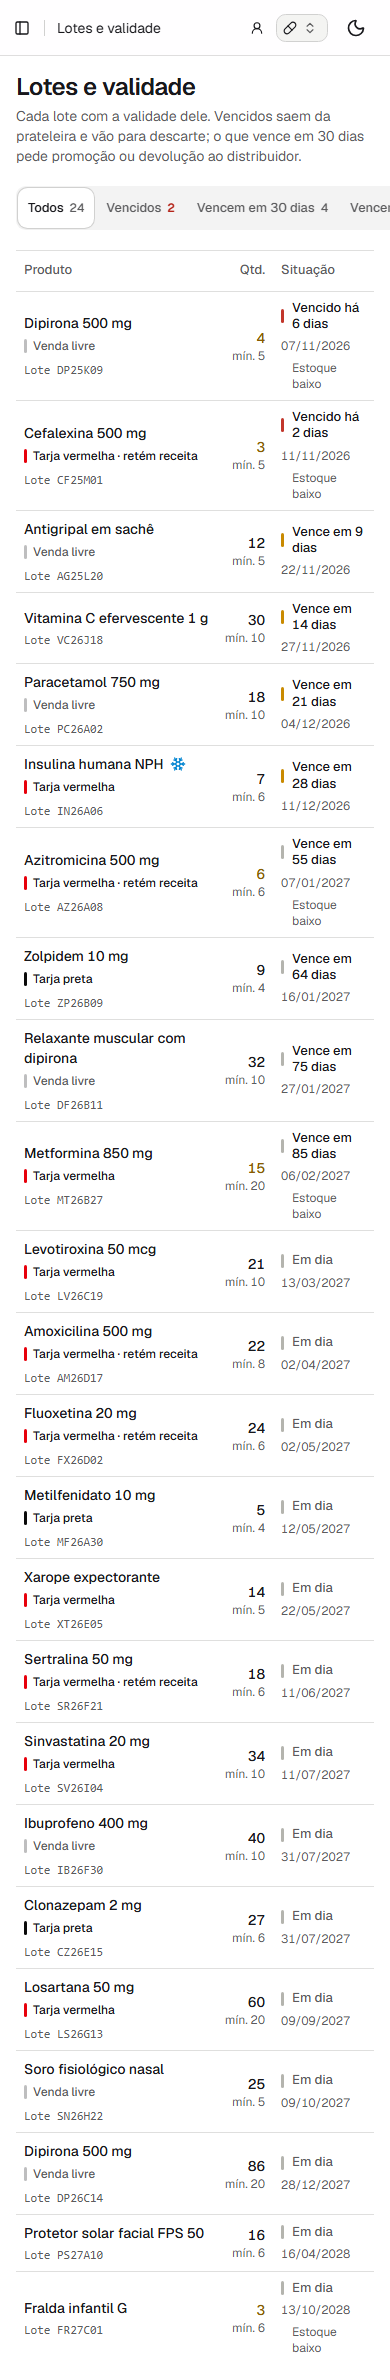 Lotes e validade
Lotes e validade
Cada lote com a validade dele. Vencidos saem da
prateleira e vão para descarte; o que vence em 30 dias
pede promoção ou devolução ao distribuidor.
Todos 24 Vencidos 2 Vencem em 30 dias 4
Produto Qtd. Situação
Dipirona 500 mg
Venda livre
Lote DP25K09
4
mín. 5
Vencido há
6 dias
07/11/2026
Estoque
baixo
Cefalexina 500 mg
Tarja vermelha · retém receita
Lote CF25M01
3
mín. 5
Vencido há
2 dias
11/11/2026
Estoque
baixo
Antigripal em sachê
Venda livre
Lote AG25L20
12
mín. 5
Vence em 9
dias
22/11/2026
Vitamina C efervescente 1 g
Lote VC26J18
30
mín. 10
Vence em
14 dias
27/11/2026
Paracetamol 750 mg
Venda livre
Lote PC26A02
18
mín. 10
Vence em
21 dias
04/12/2026
Insulina humana NPH
Tarja vermelha
Lote IN26A06
7
mín. 6
Vence em
28 dias
11/12/2026
Azitromicina 500 mg
Tarja vermelha · retém receita
Lote AZ26A08
6
mín. 6
Vence em
55 dias
07/01/2027
Estoque
baixo
Zolpidem 10 mg
Tarja preta
Lote ZP26B09
9
mín. 4
Vence em
64 dias
16/01/2027
Relaxante muscular com
dipirona
Venda livre
Lote DF26B11
32
mín. 10
Vence em
75 dias
27/01/2027
Metformina 850 mg
Tarja vermelha
Lote MT26B27
15
mín. 20
Vence em
85 dias
06/02/2027
Estoque
baixo
Levotiroxina 50 mcg
Tarja vermelha
Lote LV26C19
21
mín. 10
Em dia
13/03/2027
Amoxicilina 500 mg
Tarja vermelha · retém receita
Lote AM26D17
22
mín. 8
Em dia
02/04/2027
Fluoxetina 20 mg
Tarja vermelha · retém receita
Lote FX26D02
24
mín. 6
Em dia
02/05/2027
Metilfenidato 10 mg
Tarja preta
Lote MF26A30
5
mín. 4
Em dia
12/05/2027
Xarope expectorante
Tarja vermelha
Lote XT26E05
14
mín. 5
Em dia
22/05/2027
Sertralina 50 mg
Tarja vermelha · retém receita
Lote SR26F21
18
mín. 6
Em dia
11/06/2027
Sinvastatina 20 mg
Tarja vermelha
Lote SV26I04
34
mín. 10
Em dia
11/07/2027
Ibuprofeno 400 mg
Venda livre
Lote IB26F30
40
mín. 10
Em dia
31/07/2027
Clonazepam 2 mg
Tarja preta
Lote CZ26E15
27
mín. 6
Em dia
31/07/2027
Losartana 50 mg
Tarja vermelha
Lote LS26G13
60
mín. 20
Em dia
09/09/2027
Soro fisiológico nasal
Venda livre
Lote SN26H22
25
mín. 5
Em dia
09/10/2027
Dipirona 500 mg
Venda livre
Lote DP26C14
86
mín. 20
Em dia
28/12/2027
Protetor solar facial FPS 50
Lote PS27A10
16
mín. 6
Em dia
16/04/2028
Fralda infantil G
Lote FR27C01
3
mín. 6
Em dia
13/10/2028
Estoque
baixo